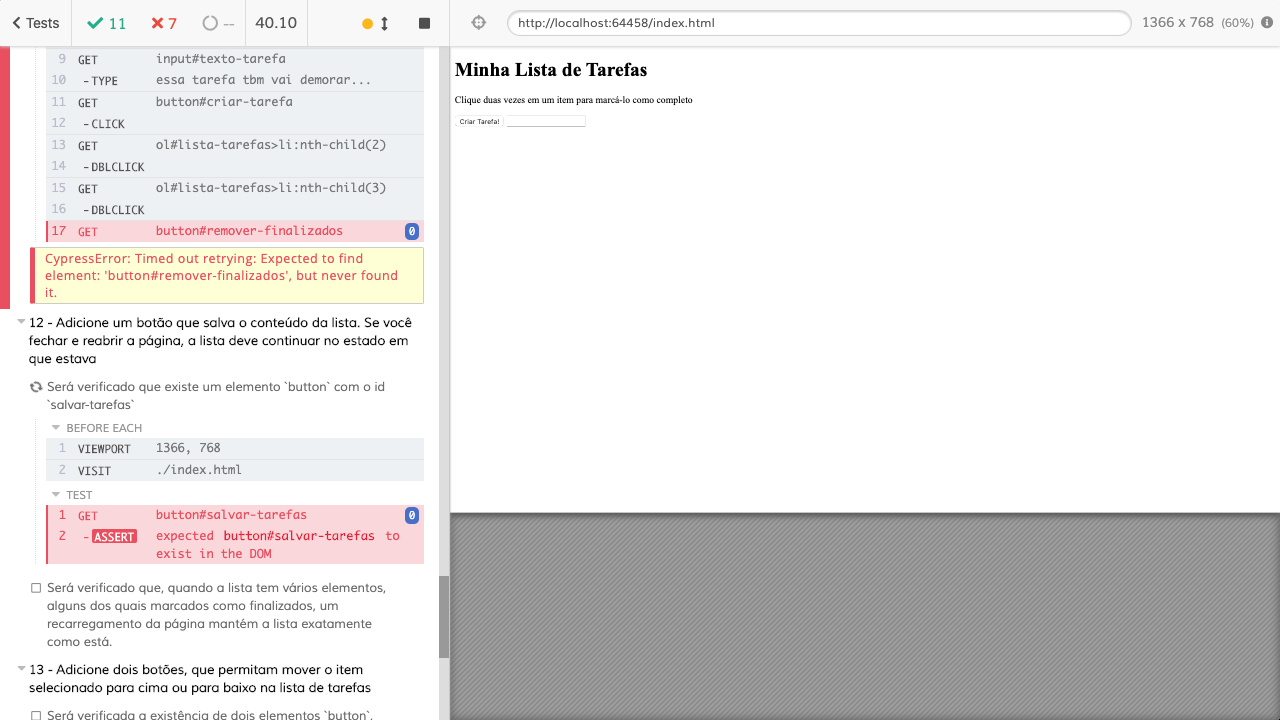 Tests
11
7
--
40.10
http://localhost:64458/index.html
1366 x 768 (60%)
9 GET input#texto-tarefa
10 -TYPE essa tarefa tbm vai demorar...
11 GET button#criar-tarefa
12 -CLICK
13 GET ol#lista-tarefas>li:nth-child(2)
14 -DBLCLICK
15 GET ol#lista-tarefas>li:nth-child(3)
16 -DBLCLICK
17 GET button#remover-finalizados 0
CypressError: Timed out retrying: Expected to find
element: 'button#remover-finalizados', but never found
it.
12 - Adicione um botão que salva o conteúdo da lista. Se você
fechar e reabrir a página, a lista deve continuar no estado em
que estava
Será verificado que existe um elemento `button` com o id
`salvar-tarefas`
BEFORE EACH
1 VIEWPORT 1366, 768
2 VISIT ./index.html
TEST
1 GET button#salvar-tarefas 0
2 -ASSERT expected button#salvar-tarefas to
exist in the DOM
Será verificado que, quando a lista tem vários elementos,
alguns dos quais marcados como finalizados, um
recarregamento da página mantém a lista exatamente
como está.
13 - Adicione dois botões, que permitam mover o item
selecionado para cima ou para baixo na lista de tarefas
Será verificada a existência de dois elementos `button`,
Minha Lista de Tarefas
Clique duas vezes em um item para marcá-lo como completo
Criar Tarefa!